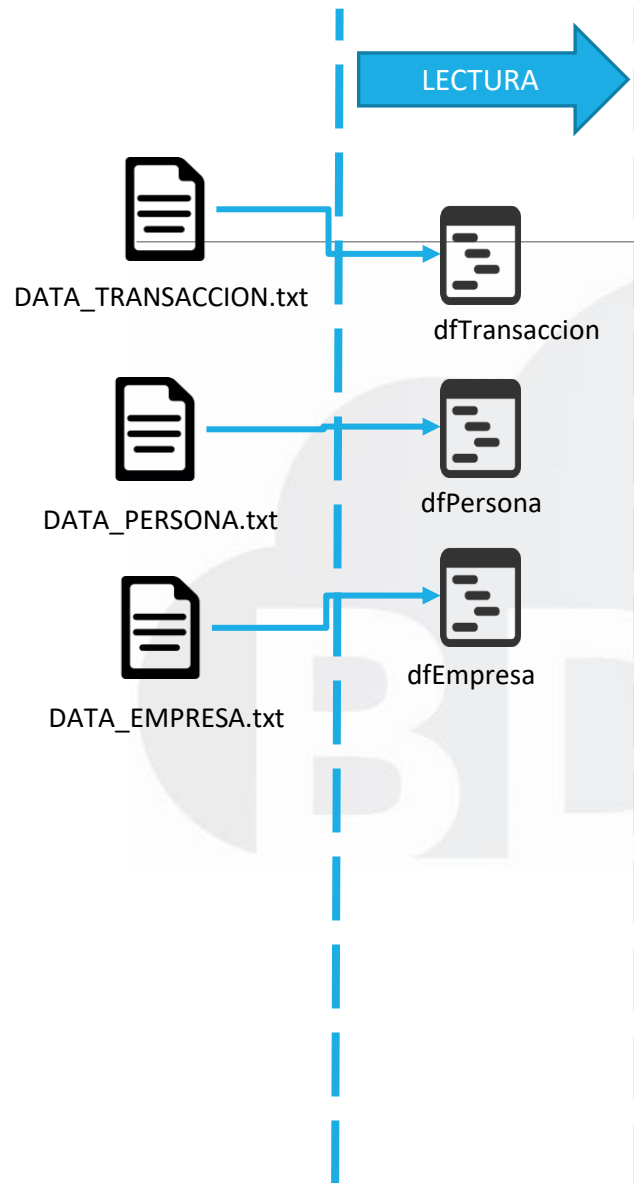 LECTURA
DATA_TRANSACCION.txt
dfTransaccion
DATA_PERSONA.txt
dfPersona
DATA_EMPRESA.txt
dfEmpresa
B